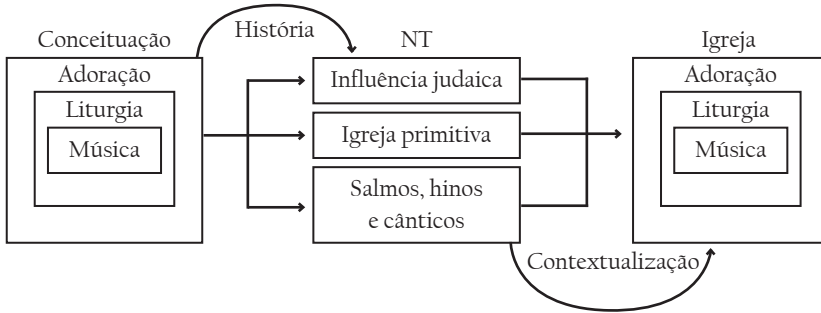 História
Conceituação
NT
Igreja
Adoração
Liturgia
Música
Influência judaica
Igreja primitiva
Salmos, hinos
e cânticos
Adoração
Liturgia
Música
Contextualização